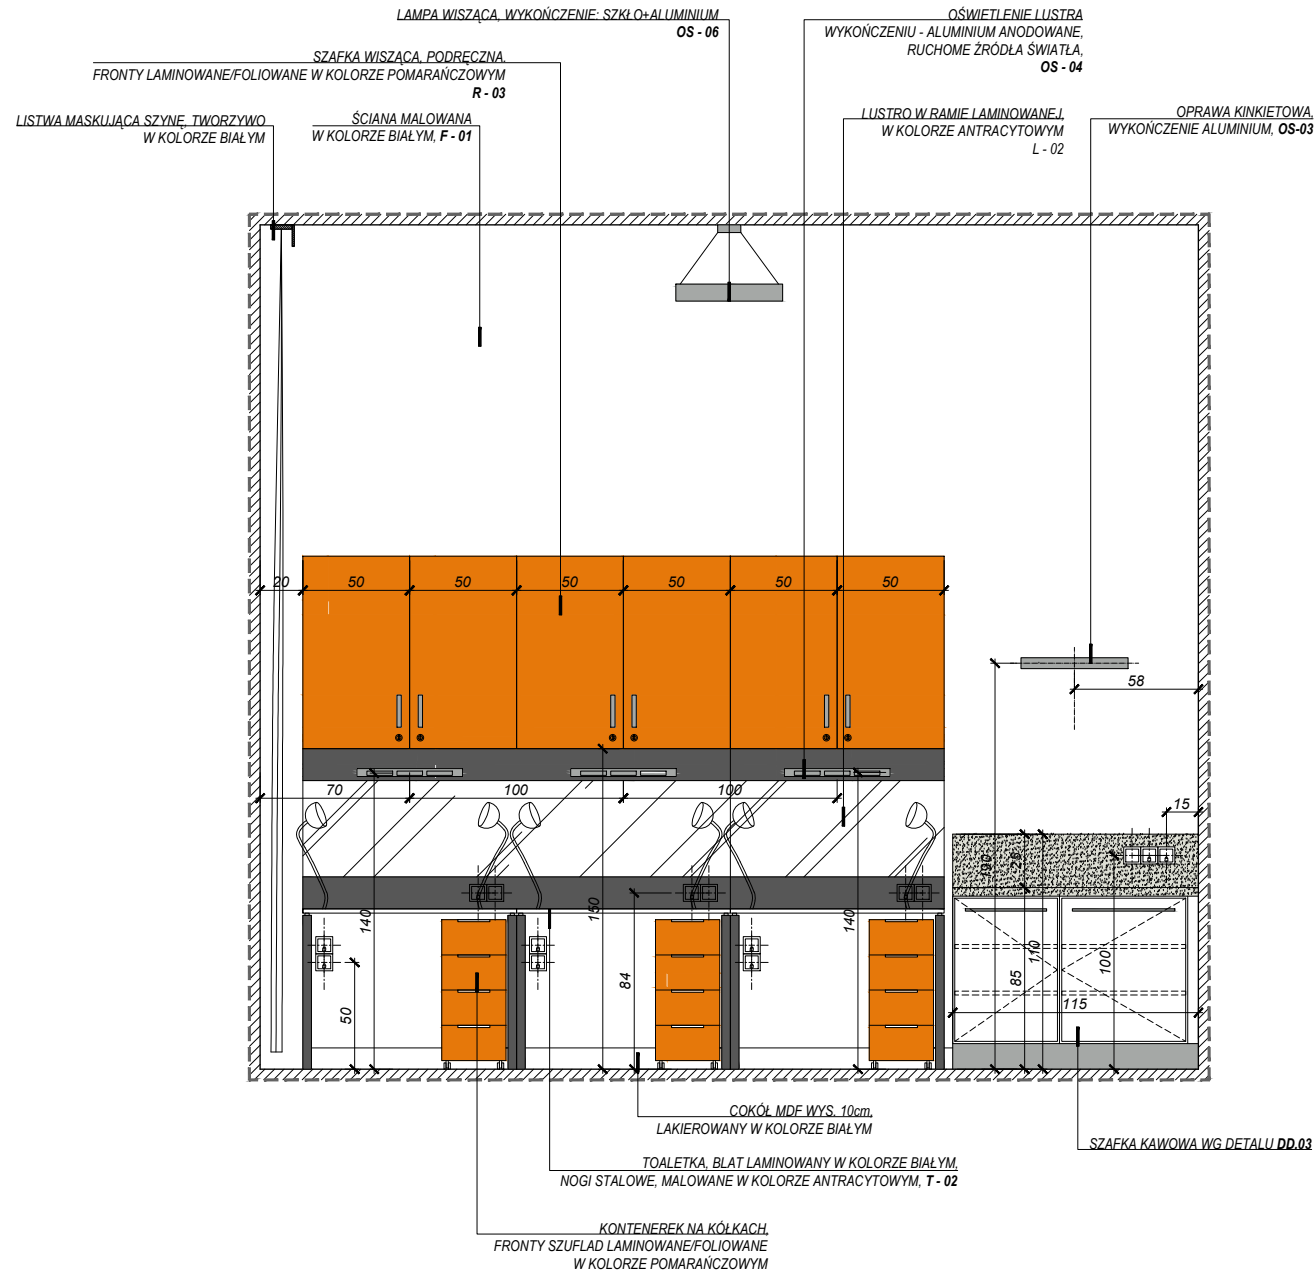 LAMPA WISZĄCA, WYKOŃCZENIE: SZKŁO+ALUMINIUM
OS - 06
OŚWIETLENIE LUSTRA
WYKOŃCZENIU - ALUMINIUM ANODOWANE,
RUCHOME ŹRÓDŁA ŚWIATŁA,
OS - 04
SZAFKA WISZĄCA, PODRĘCZNA.
FRONTY LAMINOWANE/FOLIOWANE W KOLORZE POMARAŃCZOWYM
R - 03
LISTWA MASKUJĄCA SZYNĘ, TWORZYWO
W KOLORZE BIAŁYM
ŚCIANA MALOWANA
W KOLORZE BIAŁYM, F - 01
LUSTRO W RAMIE LAMINOWANEJ,
W KOLORZE ANTRACYTOWYM
L - 02
OPRAWA KINKIETOWA,
WYKOŃCZENIE ALUMINIUM, OS-03
20 50 50 50 50 50 50
58
70 100 100
15
190
28
140
150
140
84
50
85
110
100
115
COKÓŁ MDF WYS. 10cm,
LAKIEROWANY W KOLORZE BIAŁYM
SZAFKA KAWOWA WG DETALU DD.03
TOALETKA, BLAT LAMINOWANY W KOLORZE BIAŁYM,
NOGI STALOWE, MALOWANE W KOLORZE ANTRACYTOWYM, T - 02
KONTENEREK NA KÓŁKACH,
FRONTY SZUFLAD LAMINOWANE/FOLIOWANE
W KOLORZE POMARAŃCZOWYM